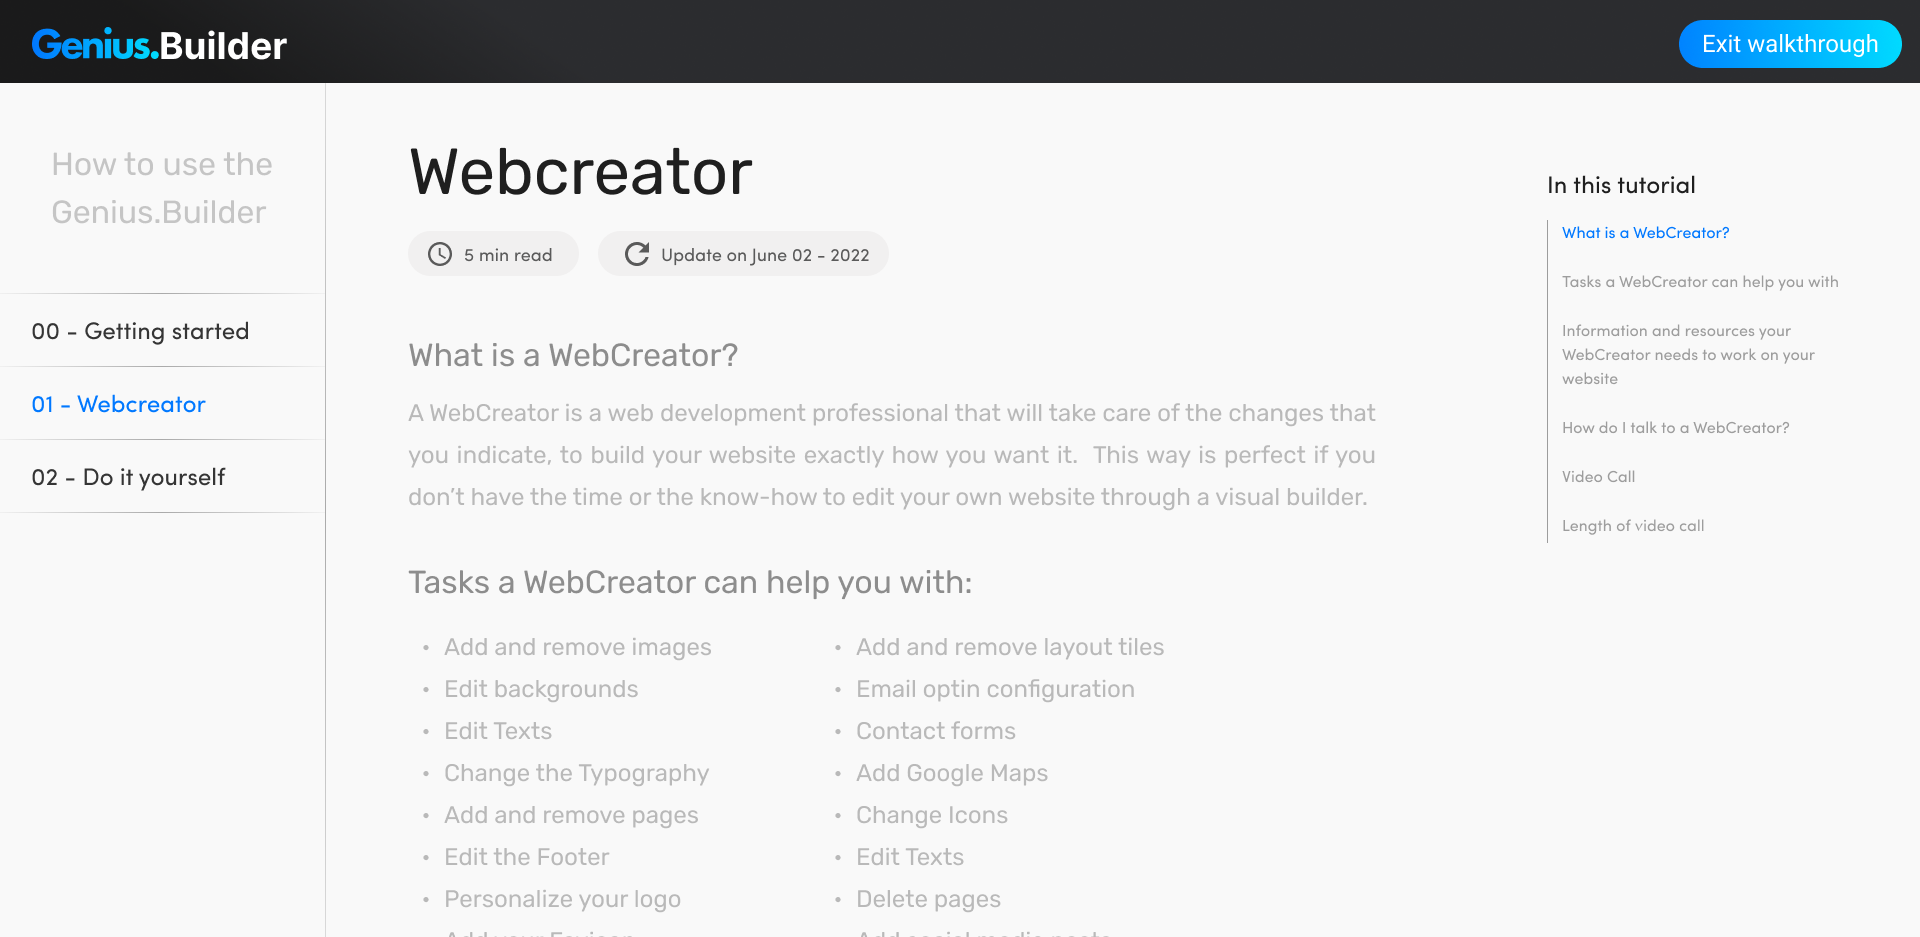 Genius.Builder
Exit walkthrough
How to use the
Genius.Builder
00 - Getting started
01 - Webcreator
02 - Do it yourself
Webcreator
5 min read
Update on June 02 - 2022
What is a WebCreator?
A WebCreator is a web development professional that will take care of the changes that
you indicate, to build your website exactly how you want it. This way is perfect if you
don’t have the time or the know-how to edit your own website through a visual builder.
Tasks a WebCreator can help you with:
• Add and remove images
• Edit backgrounds
• Edit Texts
• Change the Typography
• Add and remove pages
• Edit the Footer
• Personalize your logo
Add your Favicon
• Add and remove layout tiles
• Email optin configuration
• Contact forms
• Add Google Maps
• Change Icons
• Edit Texts
• Delete pages
Add social media posts
In this tutorial
What is a WebCreator?
Tasks a WebCreator can help you with
Information and resources your
WebCreator needs to work on your
website
How do I talk to a WebCreator?
Video Call
Length of video call